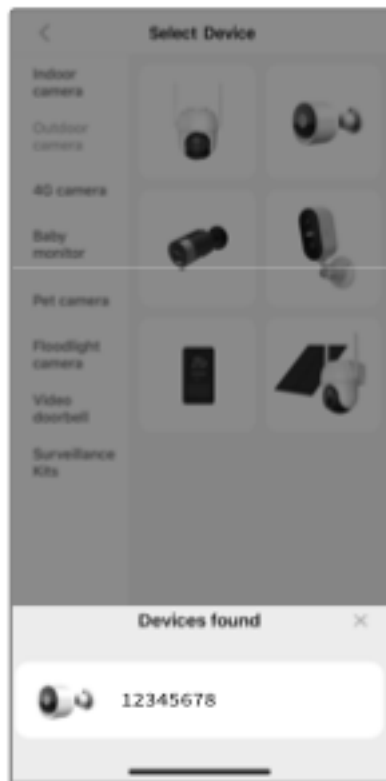 Select Device
Indoor
camera
Outdoor
camera
4G camera
Baby
monitor
Pet camera
Floodlight
camera
Video
doorbell
Surveillance
Kits
Devices found
12345678